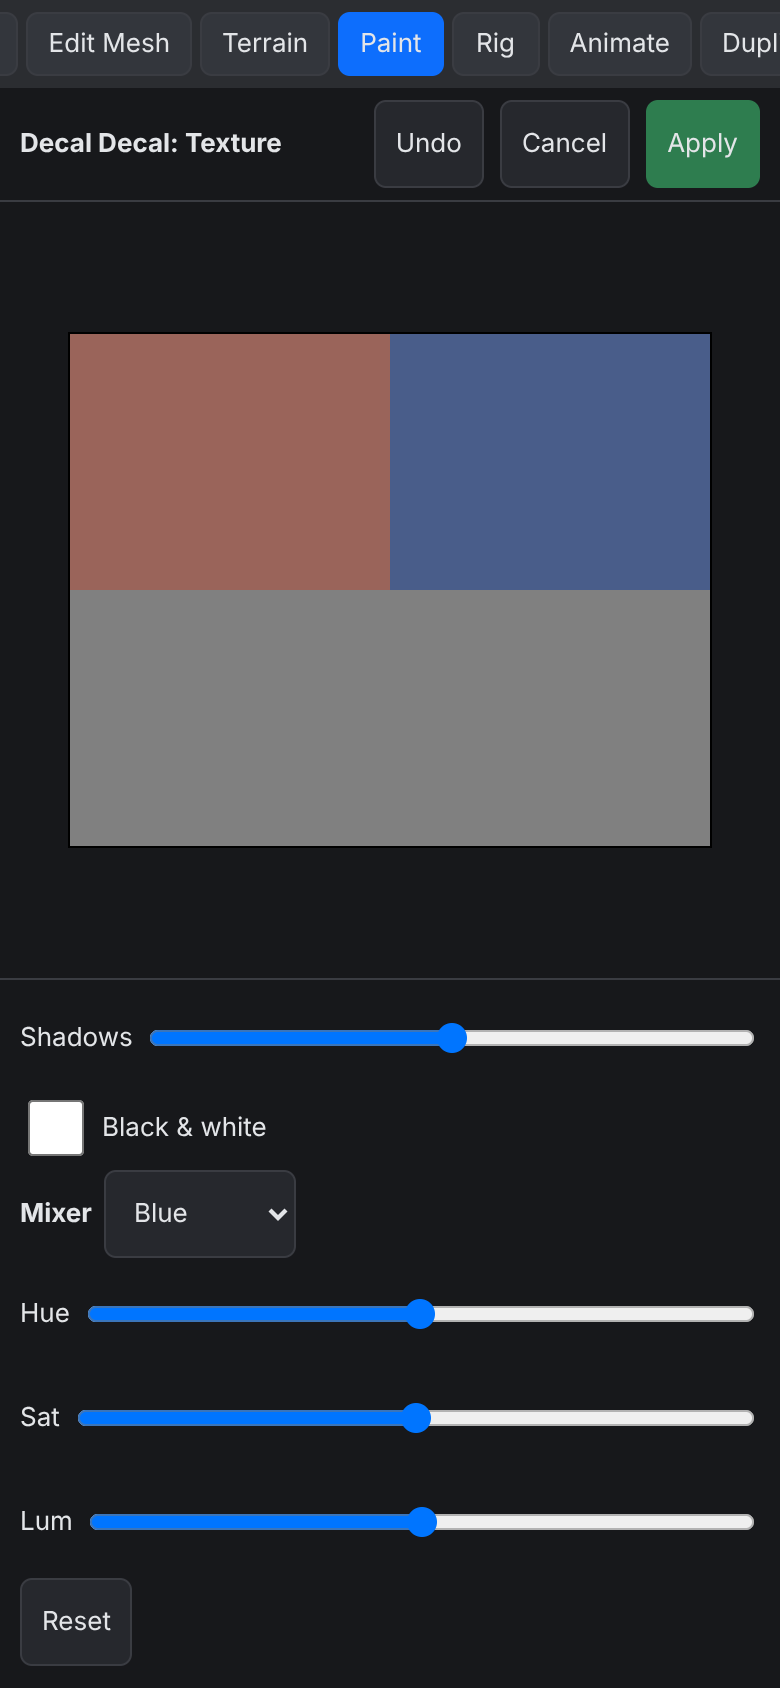 Edit Mesh Terrain Paint Rig Animate Dupl
Decal Decal: Texture Undo Cancel Apply
Shadows
Black & white
Mixer Blue
Hue
Sat
Lum
Reset